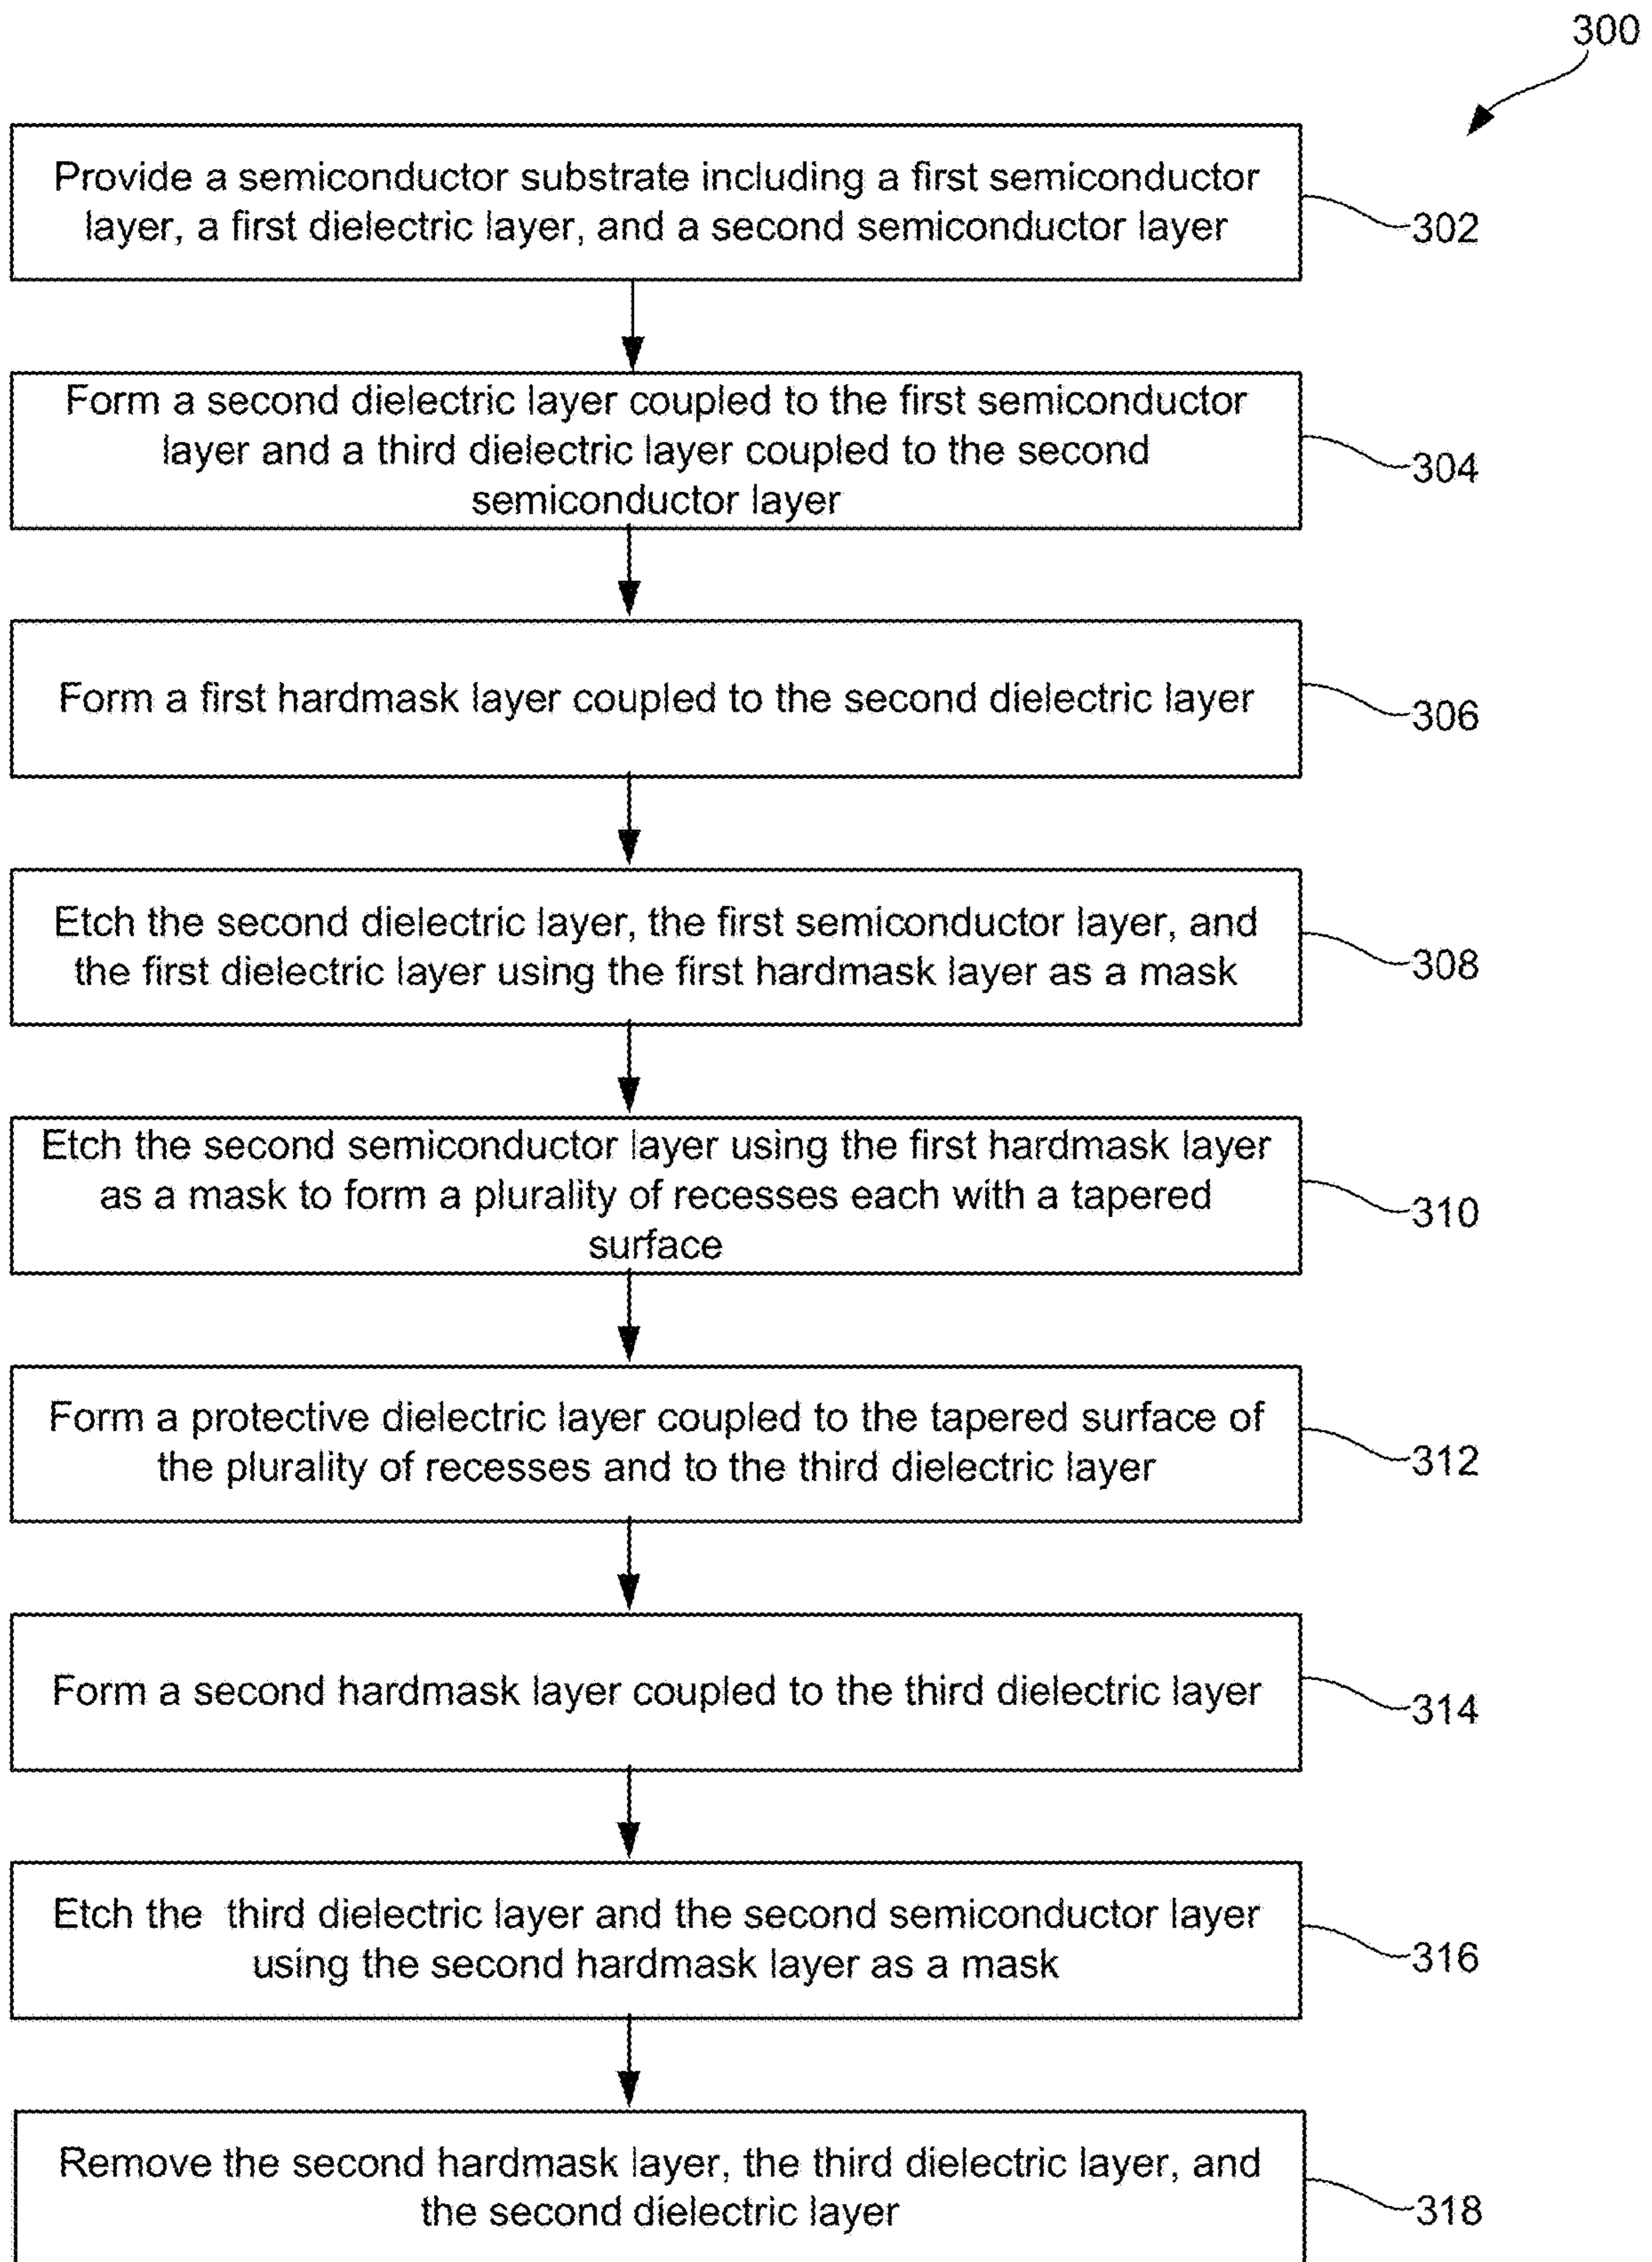 300
Provide a semiconductor substrate including a first semiconductor
layer, a first dielectric layer, and a second semiconductor layer
302
Form a second dielectric layer coupled to the first semiconductor
layer and a third dielectric layer coupled to the second
semiconductor layer
304
Form a first hardmask layer coupled to the second dielectric layer
306
Etch the second dielectric layer, the first semiconductor layer, and
the first dielectric layer using the first hardmask layer as a mask
308
Etch the second semiconductor layer using the first hardmask layer
as a mask to form a plurality of recesses each with a tapered
surface
310
Form a protective dielectric layer coupled to the tapered surface of
the plurality of recesses and to the third dielectric layer
312
Form a second hardmask layer coupled to the third dielectric layer
314
Etch the  third dielectric layer and the second semiconductor layer
using the second hardmask layer as a mask
316
Remove the second hardmask layer, the third dielectric layer, and
the second dielectric layer
318